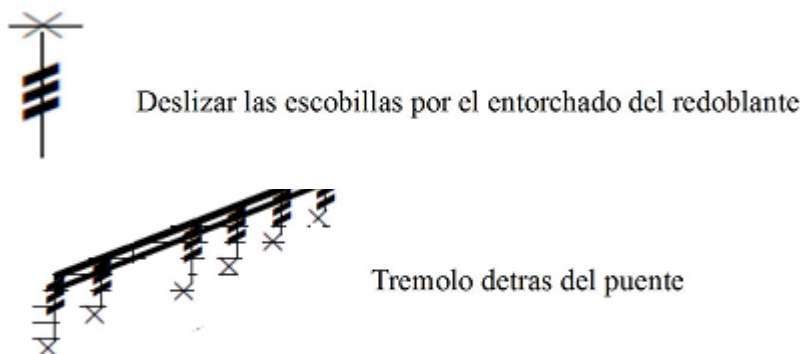 Deslizar las escobillas por el entorchado del redoblante
Tremolo detras del puente